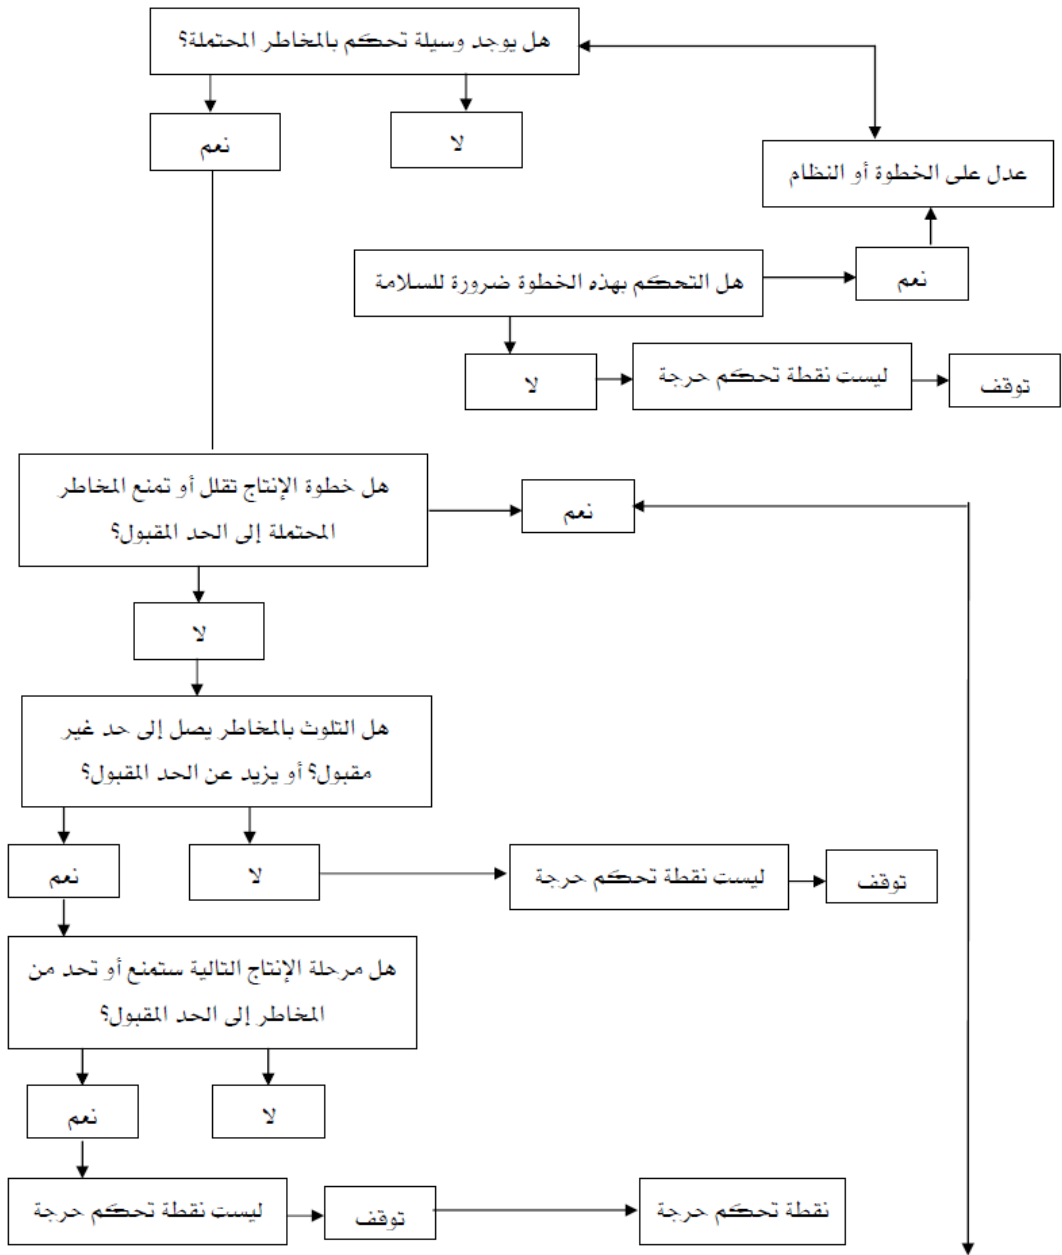 هل يوجد وسيلة تحكم بالمخاطر المحتملة؟
نعم
لا
عدل على الخطوة أو النظام
هل التحكم بهذه الخطوة ضرورة للسلامة
نعم
لا
ليست نقطة تحكم حرجة
توقف
هل خطوة الإنتاج تقلل أو تمنع المخاطر
المحتملة إلى الحد المقبول؟
نعم
لا
هل التلوث بالمخاطر يصل إلى حد غير
مقبول؟ أو يزيد عن الحد المقبول؟
نعم
لا
ليست نقطة تحكم حرجة
توقف
هل مرحلة الإنتاج التالية ستمنع أو تحد من
المخاطر إلى الحد المقبول؟
نعم
لا
ليست نقطة تحكم حرجة
توقف
نقطة تحكم حرجة